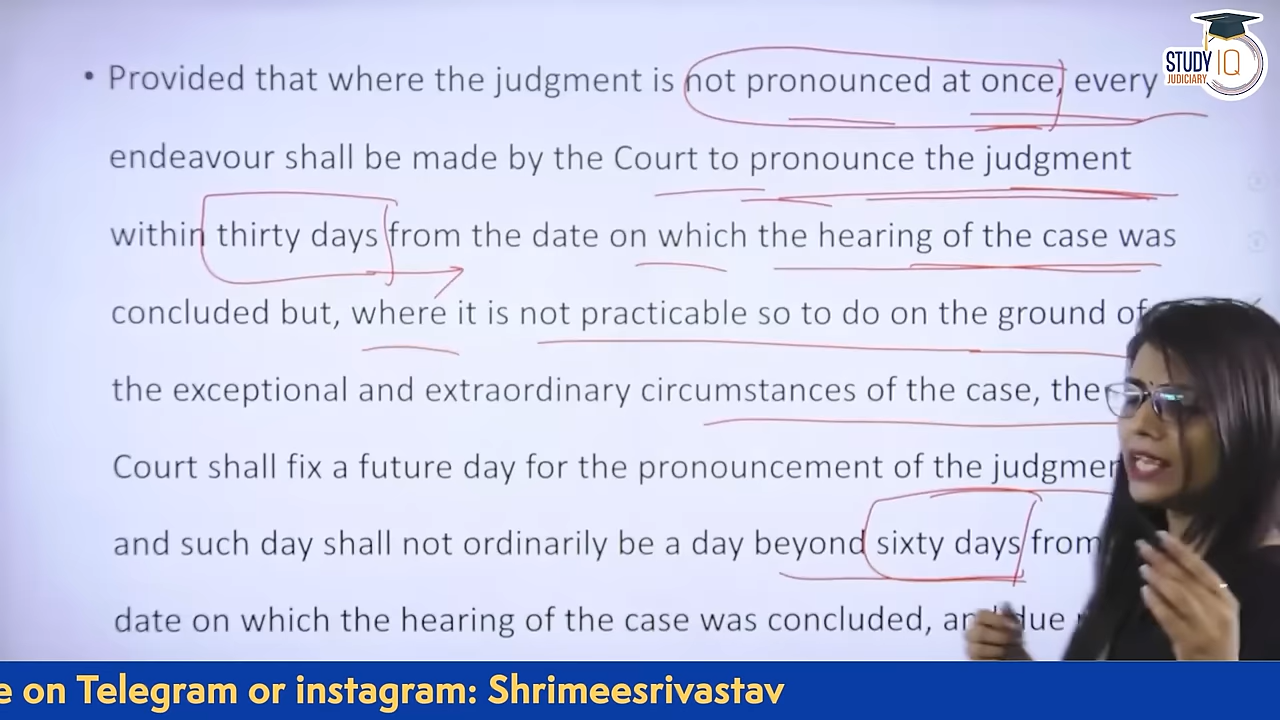 STUDY IQ
JUDICIARY
• Provided that where the judgment is not pronounced at once, every
endeavour shall be made by the Court to pronounce the judgment
within thirty days from the date on which the hearing of the case was
concluded but, where it is not practicable so to do on the ground of
the exceptional and extraordinary circumstances of the case, the
Court shall fix a future day for the pronouncement of the
and such day shall not ordinarily be a day beyond sixty days from
date on which the hearing of the case was concluded, due
e on Telegram or instagram: Shrimeesrivastav